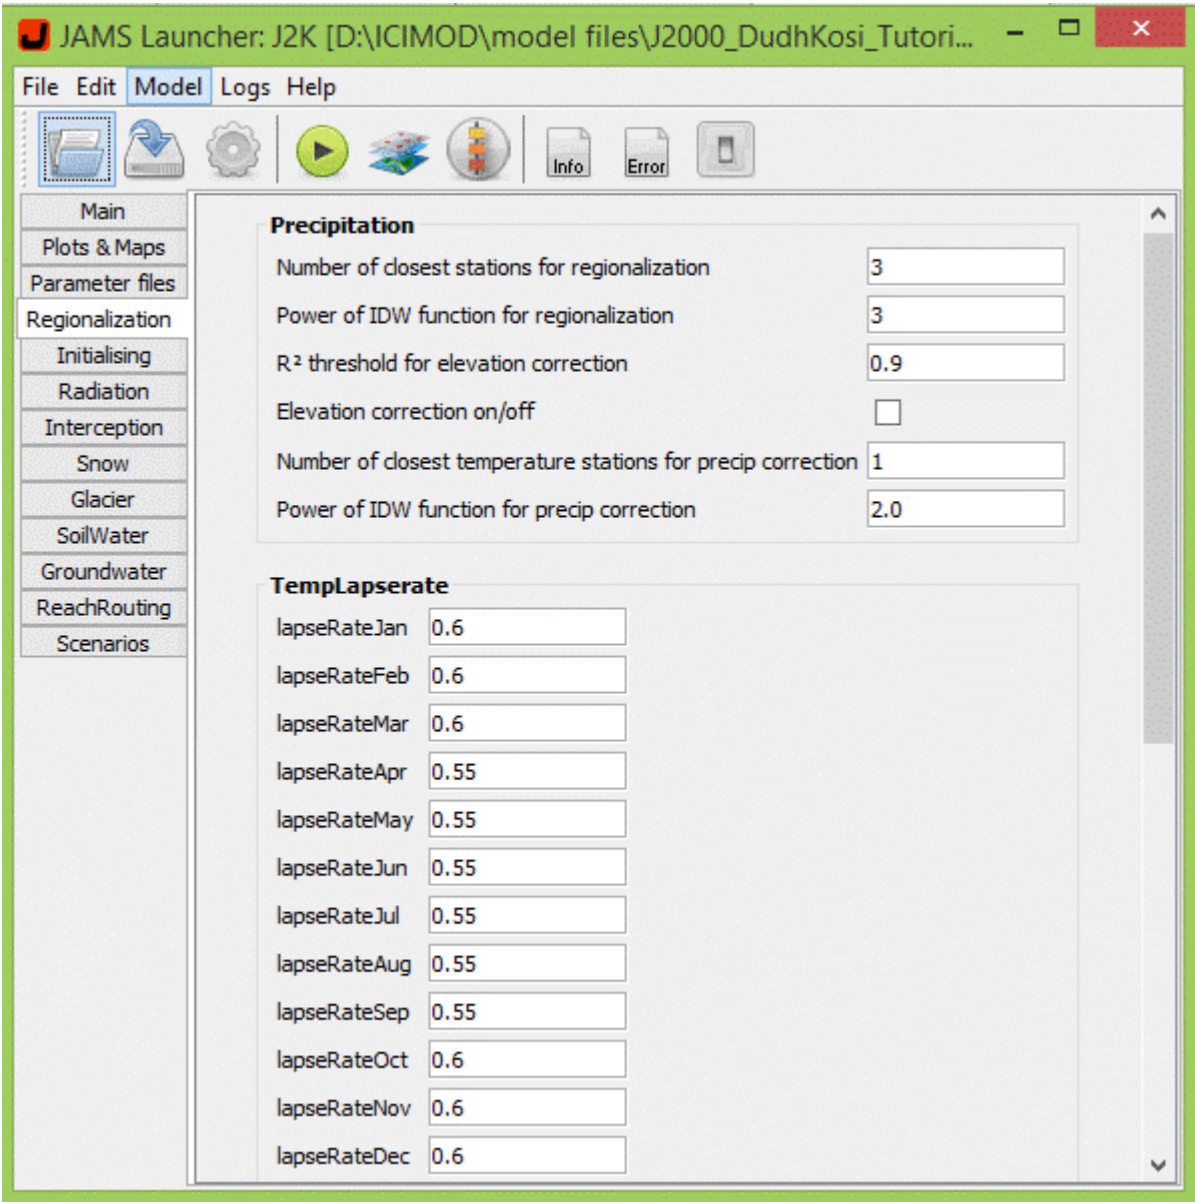 JAMS Launcher: J2K [D:\ICIMOD\model files\J2000_DudhKosi_Tutori...
File Edit Model Logs Help
Info Error
Main
Plots & Maps
Parameter files
Regionalization
Initialising
Radiation
Interception
Snow
Glacier
SoilWater
Groundwater
ReachRouting
Scenarios
Precipitation
Number of closest stations for regionalization 3
Power of IDW function for regionalization 3
R² threshold for elevation correction 0.9
Elevation correction on/off
Number of closest temperature stations for precip correction 1
Power of IDW function for precip correction 2.0
TempLapserate
lapseRateJan 0.6
lapseRateFeb 0.6
lapseRateMar 0.6
lapseRateApr 0.55
lapseRateMay 0.55
lapseRateJun 0.55
lapseRateJul 0.55
lapseRateAug 0.55
lapseRateSep 0.55
lapseRateOct 0.6
lapseRateNov 0.6
lapseRateDec 0.6